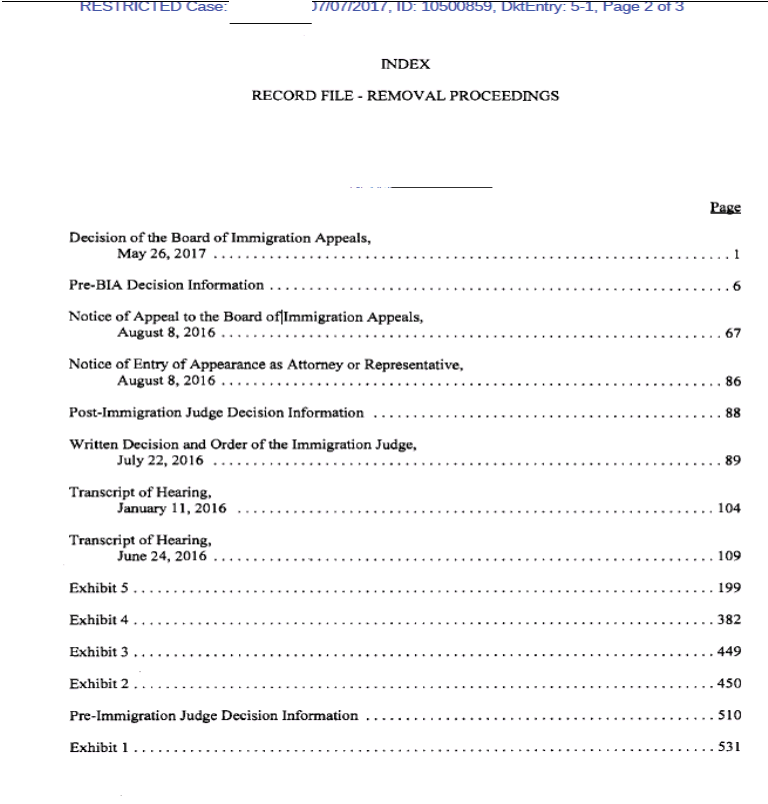 RESTRICTED Case: 07/07/2017, ID: 10500859, DktEntry: 5-1, Page 2 of 3
INDEX
RECORD FILE - REMOVAL PROCEEDINGS
Page
Decision of the Board of Immigration Appeals,
May 26, 2017 ................................................................ 1
Pre-BIA Decision Information ................................................................ 6
Notice of Appeal to the Board of Immigration Appeals,
August 8, 2016 ................................................................ 67
Notice of Entry of Appearance as Attorney or Representative,
August 8, 2016 ................................................................ 86
Post-Immigration Judge Decision Information ................................................................ 88
Written Decision and Order of the Immigration Judge,
July 22, 2016 ................................................................ 89
Transcript of Hearing,
January 11, 2016 ................................................................ 104
Transcript of Hearing,
June 24, 2016 ................................................................ 109
Exhibit 5 ................................................................ 199
Exhibit 4 ................................................................ 382
Exhibit 3 ................................................................ 449
Exhibit 2 ................................................................ 450
Pre-Immigration Judge Decision Information ................................................................ 510
Exhibit 1 ................................................................ 531